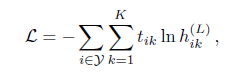 $\mathcal{L} = -\sum_{i \in \mathcal{Y}} \sum_{k=1}^{K} t_{ik} \ln h_{ik}^{(L)},$